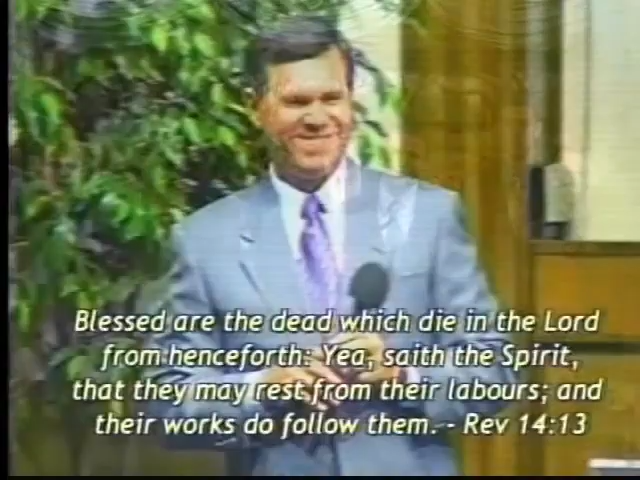 Blessed are the dead which die in the Lord
from henceforth: Yea, saith the Spirit,
that they may rest from their labours; and
their works do follow them. - Rev 14:13